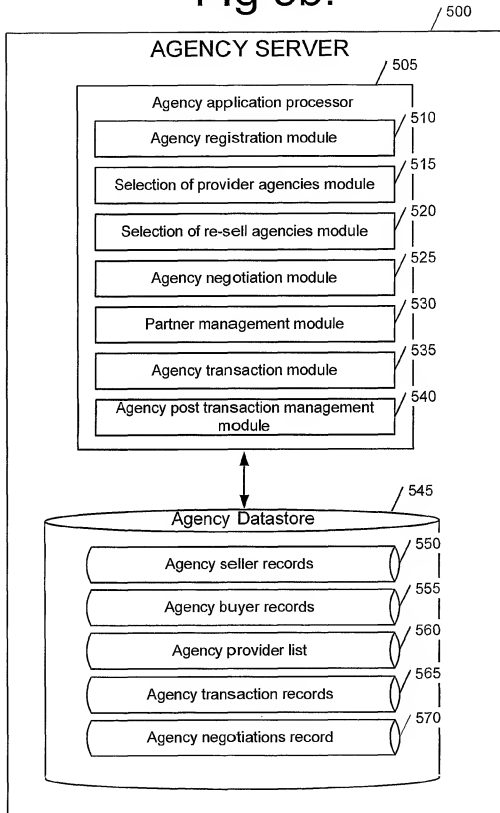 500
AGENCY SERVER
505
Agency application processor
510
Agency registration module
515
Selection of provider agencies module
520
Selection of re-sell agencies module
525
Agency negotiation module
530
Partner management module
535
Agency transaction module
540
Agency post transaction management
module
545
Agency Datastore
550
Agency seller records
555
Agency buyer records
560
Agency provider list
565
Agency transaction records
570
Agency negotiations record